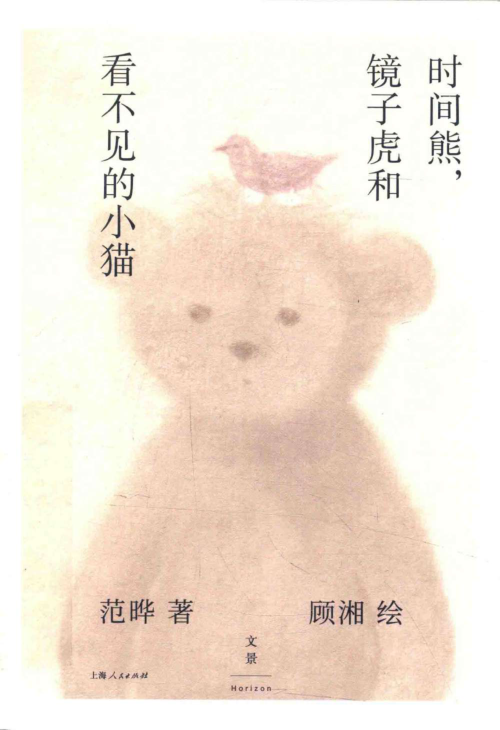 时间熊，
镜子虎和
看不见的小猫
范晔 著
顾湘 绘
文景
Horizon
上海人民出版社